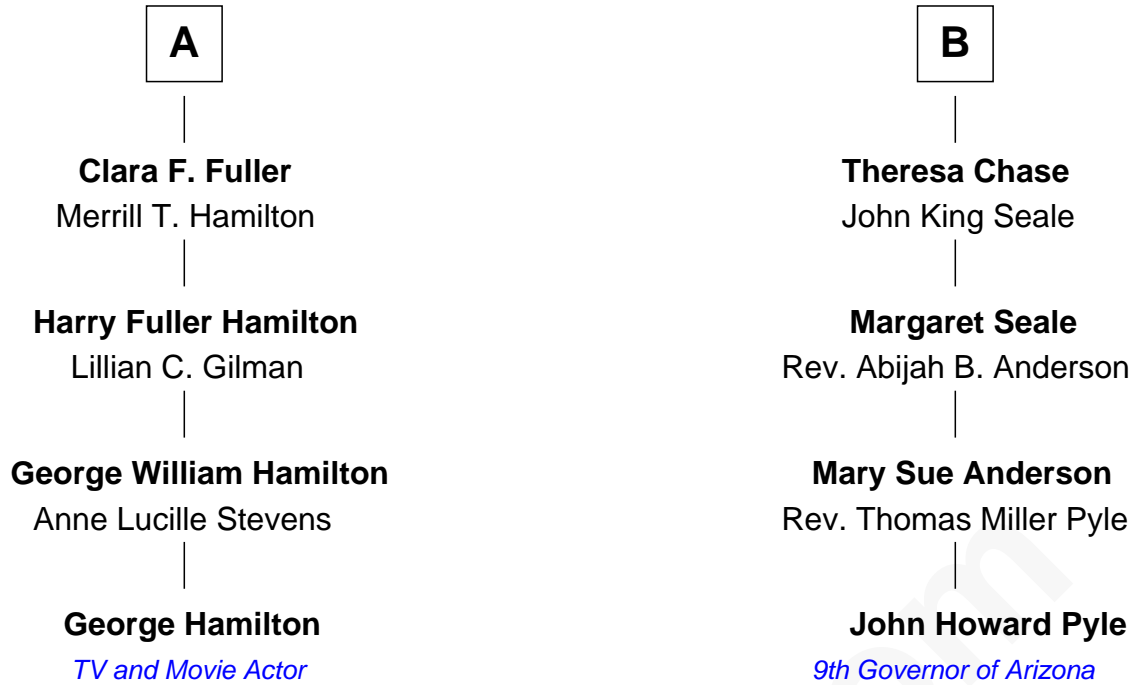 A
Clara F. Fuller
Merrill T. Hamilton
Harry Fuller Hamilton
Lillian C. Gilman
George William Hamilton
Anne Lucille Stevens
George Hamilton
TV and Movie Actor
B
Theresa Chase
John King Seale
Margaret Seale
Rev. Abijah B. Anderson
Mary Sue Anderson
Rev. Thomas Miller Pyle
John Howard Pyle
9th Governor of Arizona